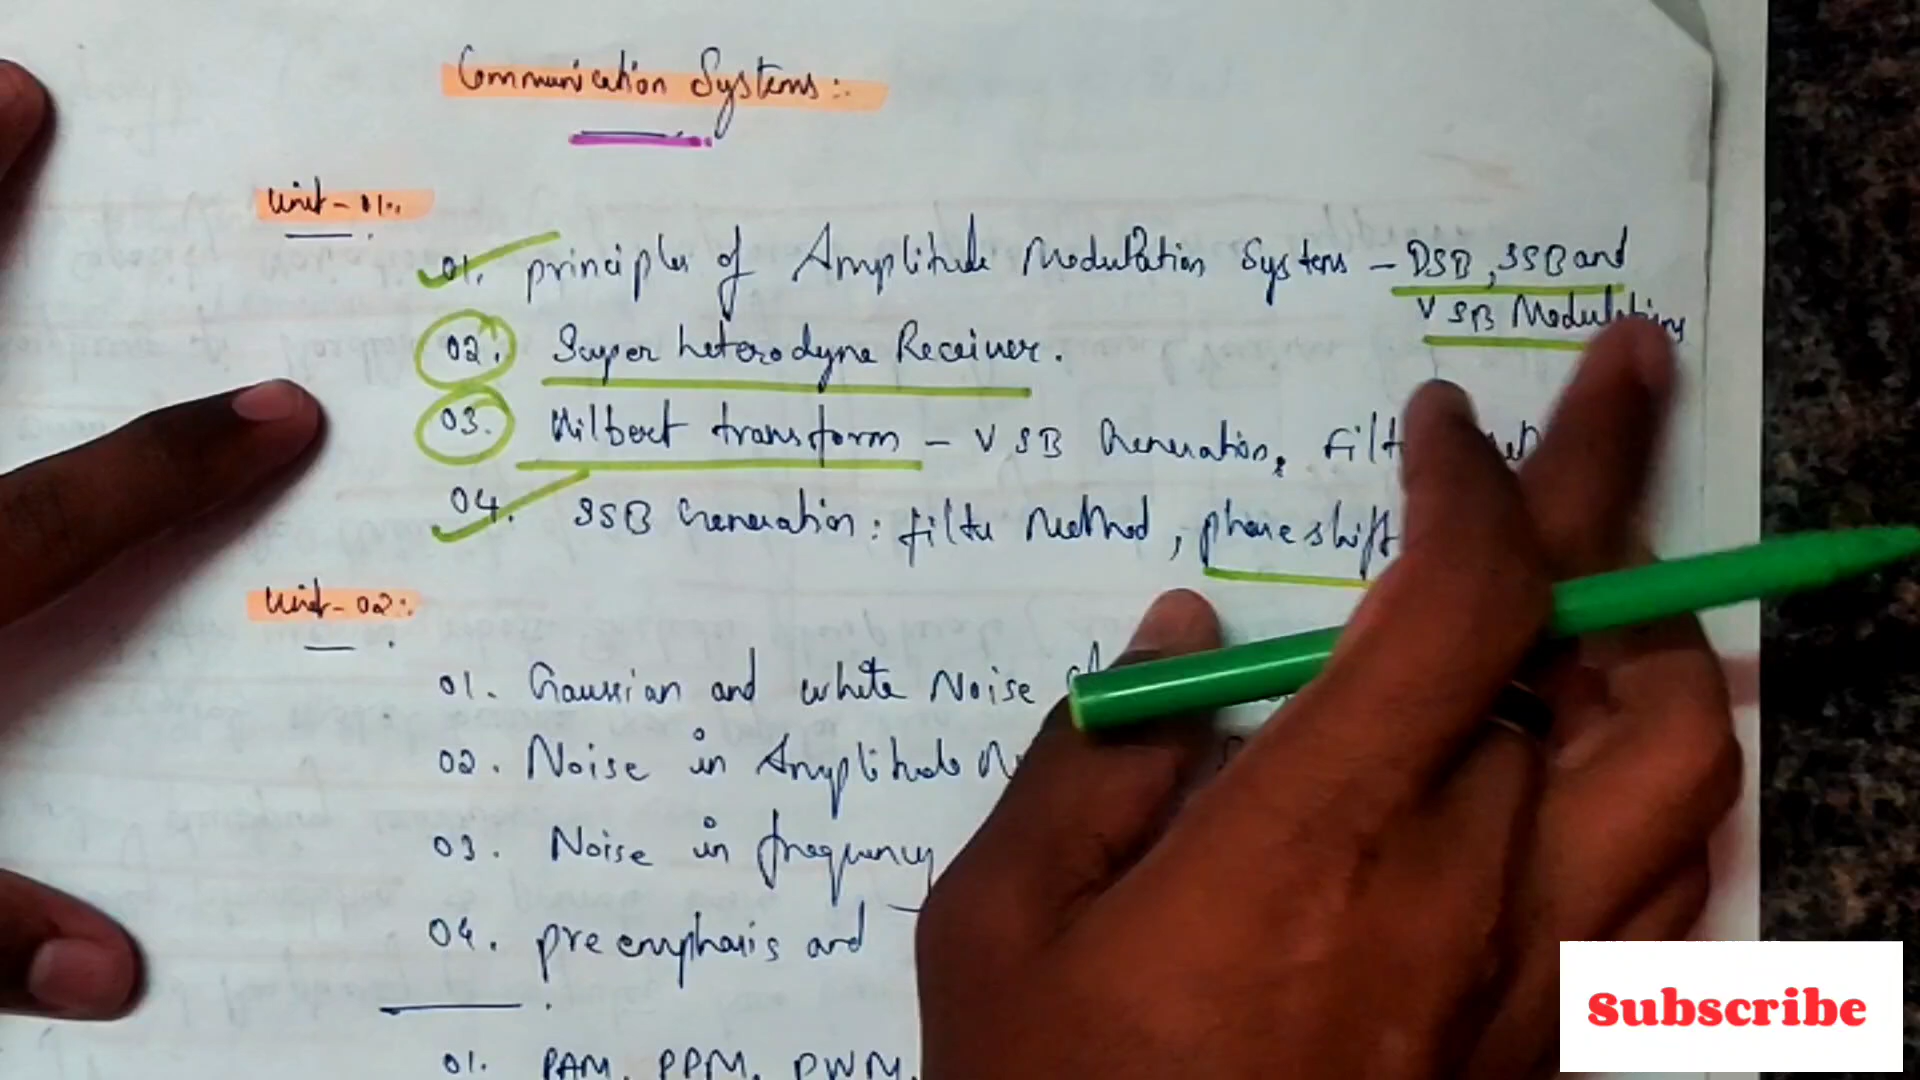 Communication Systems:
Unit-01:
01. principles of Amplitude Modulation Systems - DSB, SSB and
VSB Modulations
02. Super heterodyne Receiver.
03. Hilbert transform - VSB Generation, Filter
04. SSB Generation: filter Method, phase shift
Unit-02:
01. Gaussian and white Noise
02. Noise in Amplitude
03. Noise in frequency
04. pre emphasis and
01. PAM, PPM, PWM,
Subscribe